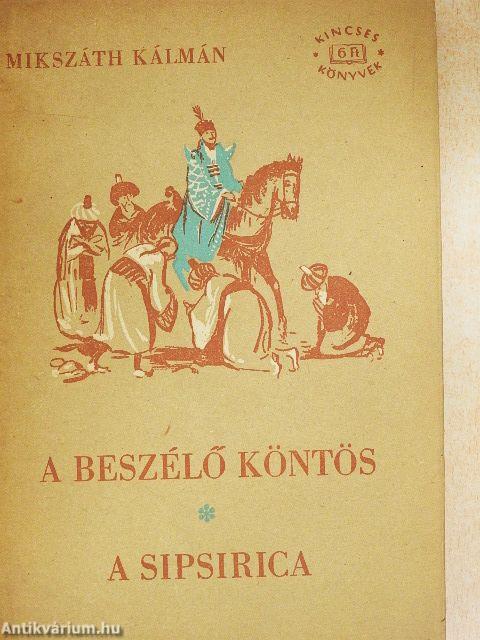 MIKSZÁTH KÁLMÁN
KINCSES
6 Ft
KÖNYVEK
A BESZÉLŐ KÖNTÖS
A SIPSIRICA
Antikvárium.hu